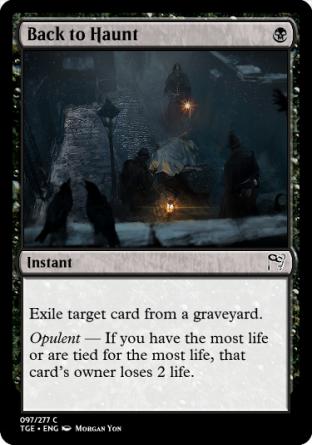 Back to Haunt
Instant
Exile target card from a graveyard.
Opulent — If you have the most life
or are tied for the most life, that
card's owner loses 2 life.
097/277 C
TGE • ENG Morgan Yon